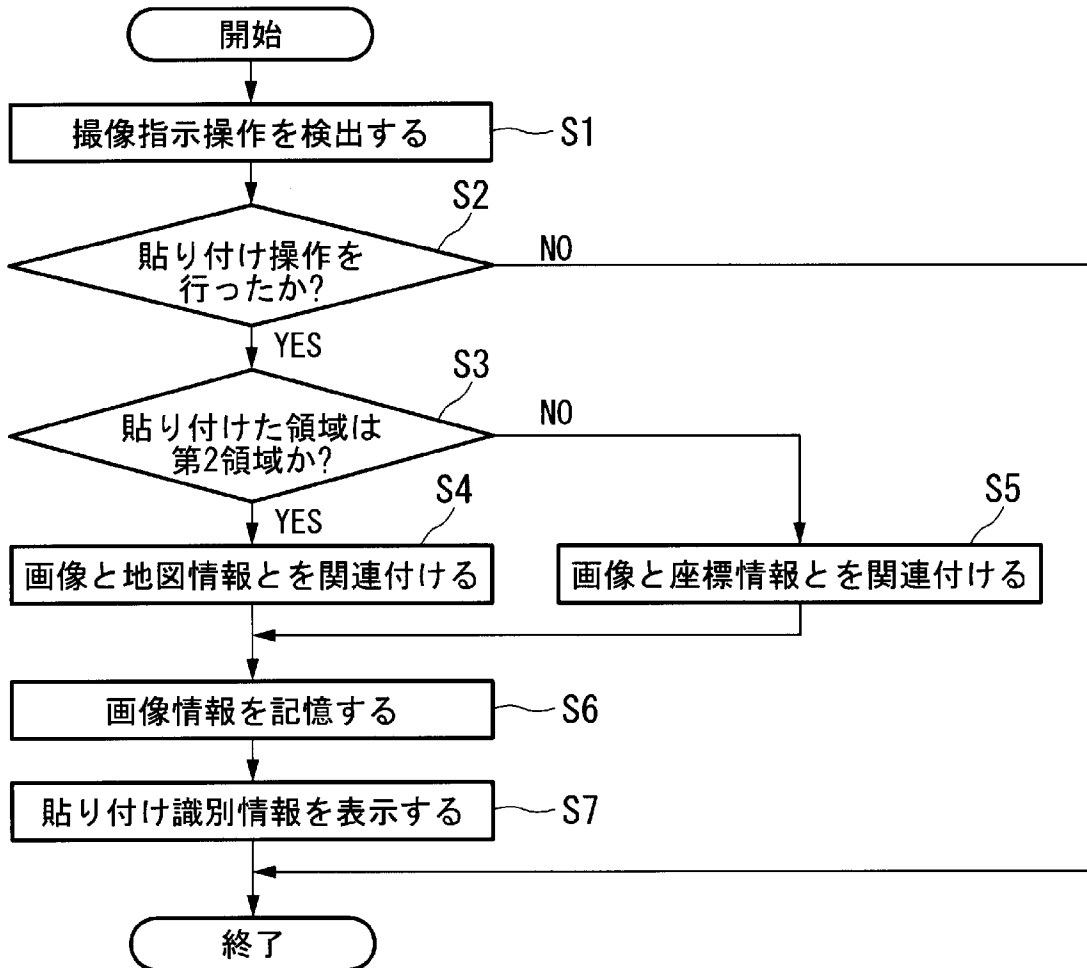 開始
撮像指示操作を検出する
S1
S2
貼り付け操作を
行ったか?
NO
YES
S3
貼り付けた領域は
第2領域か?
NO
YES
S4
画像と地図情報とを関連付ける
S5
画像と座標情報とを関連付ける
画像情報を記憶する
S6
貼り付け識別情報を表示する
S7
終了